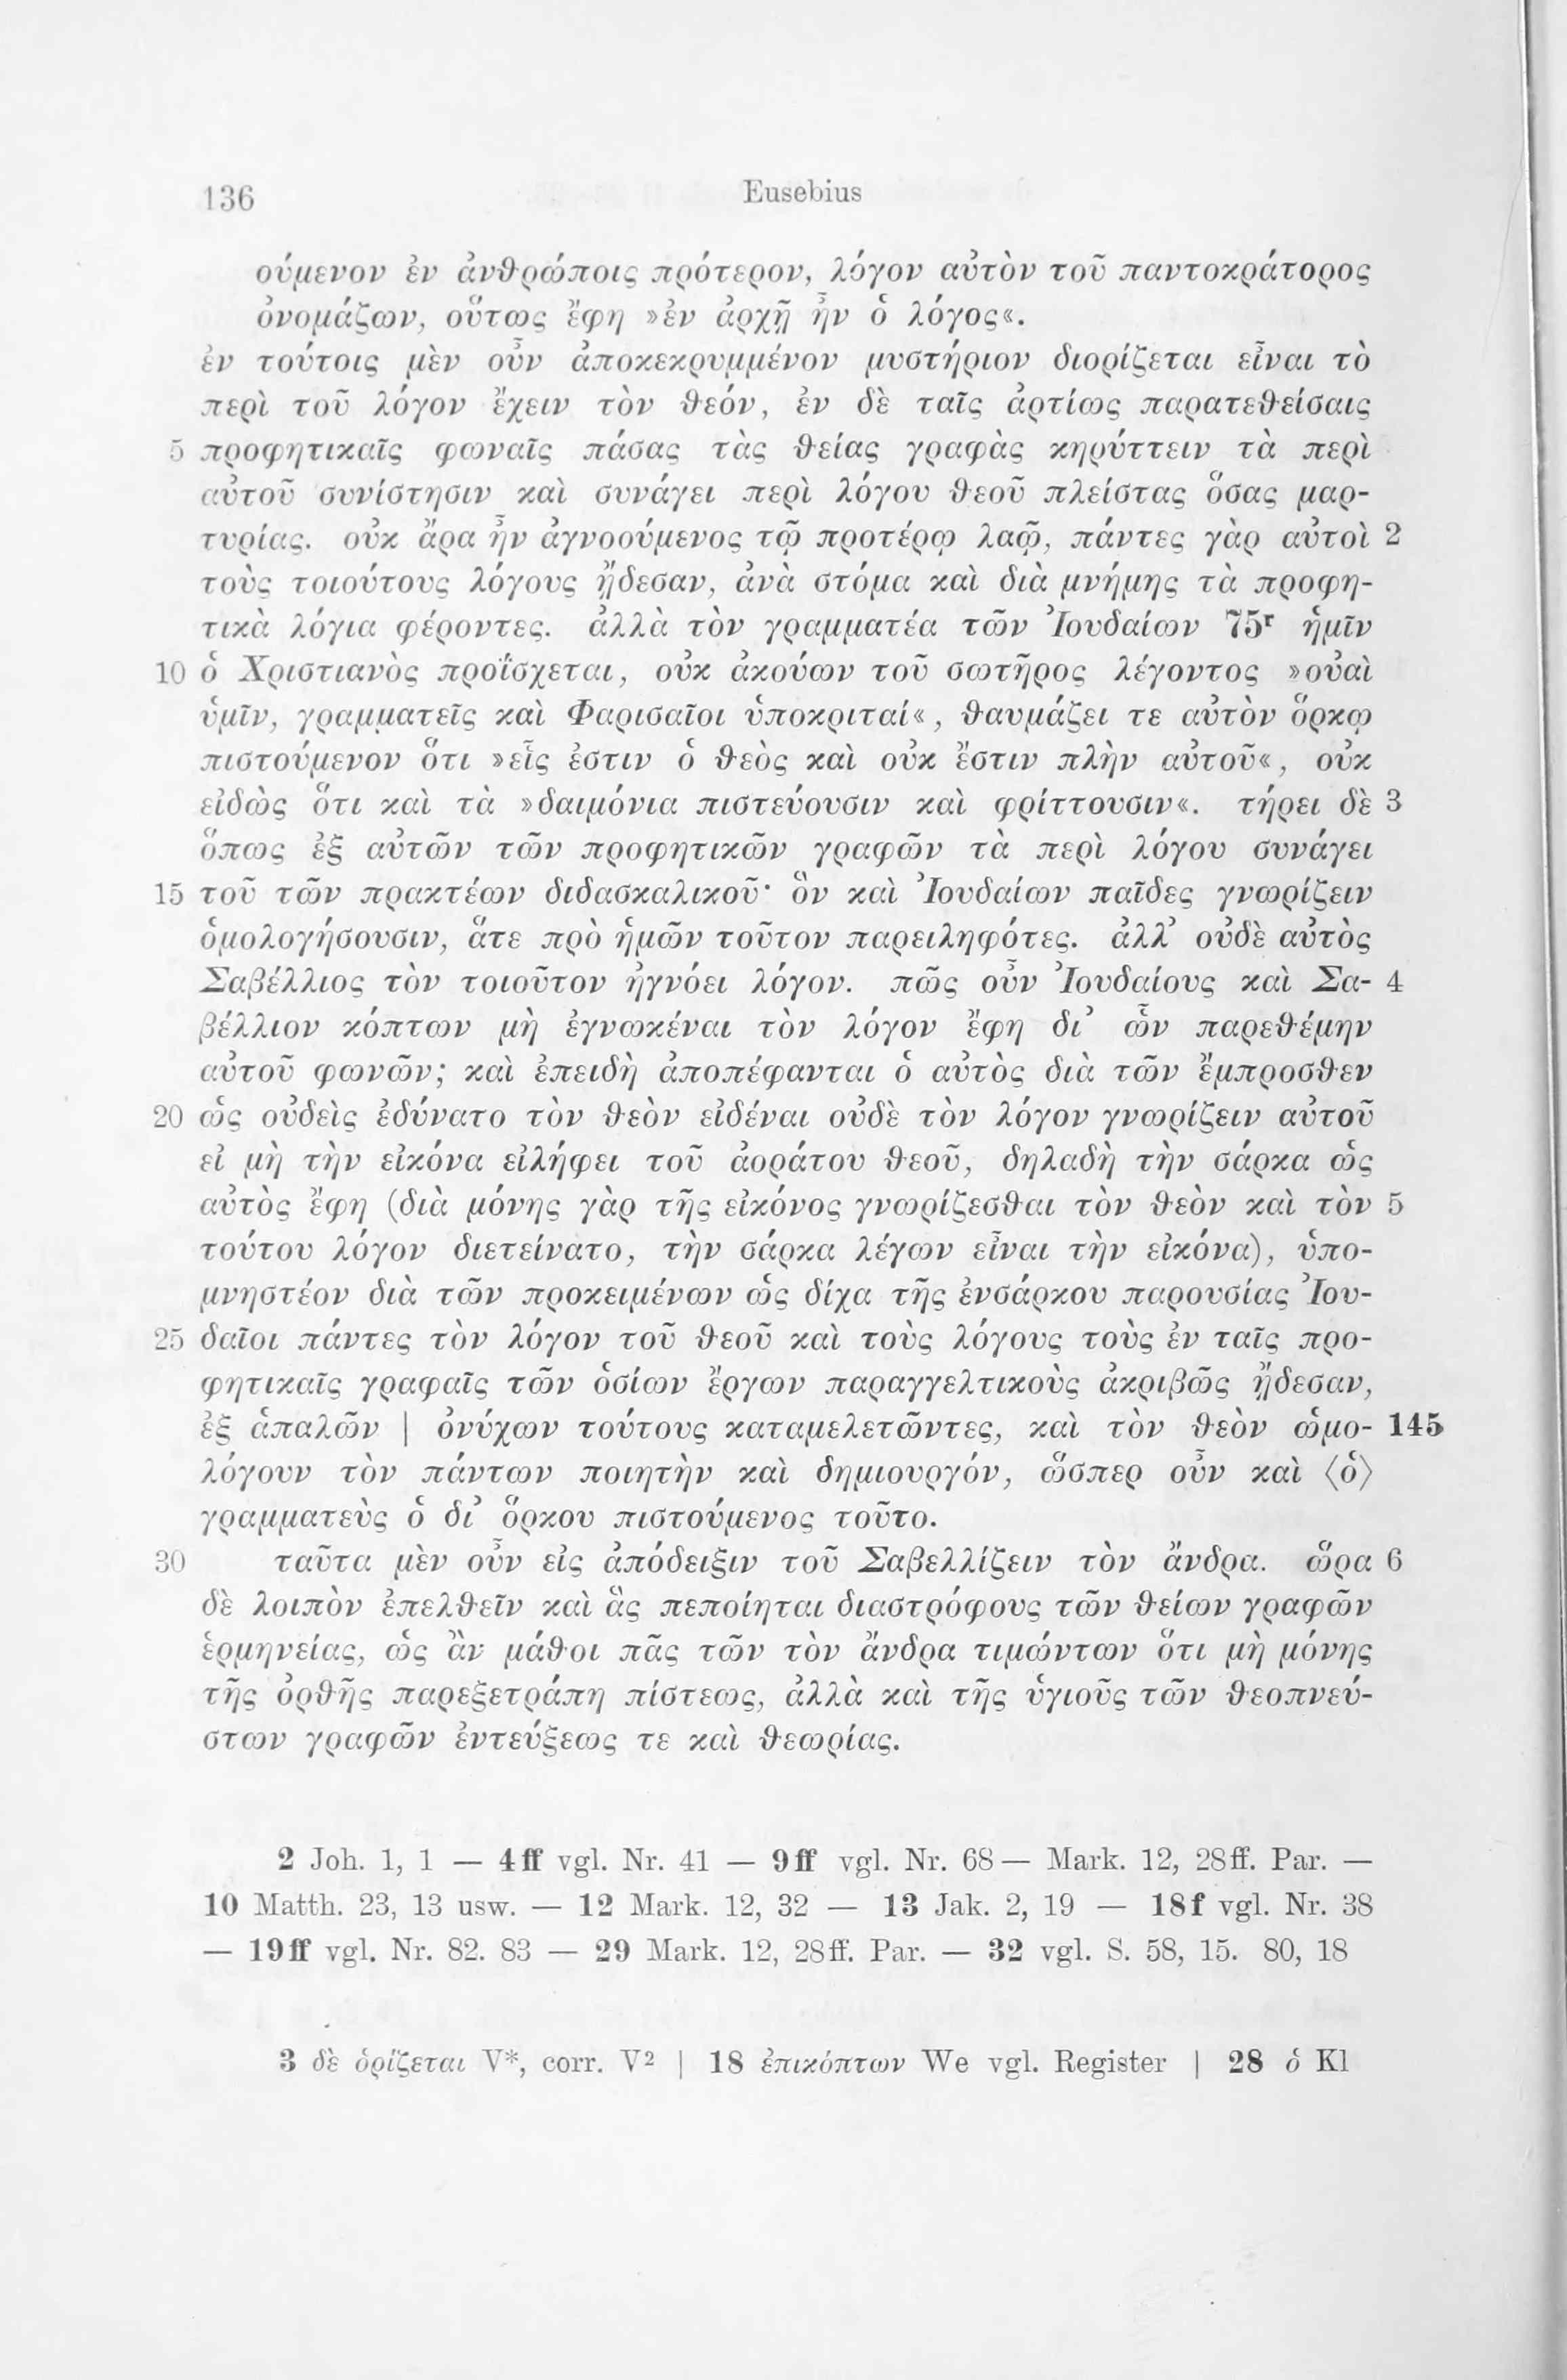 136 Eusebius
ούμενον ἐν ἀνθρώποις πρότερον, λόγον αὐτὸν τοῦ παντοκράτορος
ὀνομάζων, οὕτως ἔφη »ἐν ἀρχῇ ἦν ὁ λόγος«.
ἐν τούτοις μὲν οὖν ἀποκεκρυμμένον μυστήριον διορίζεται εἶναι τὸ
περὶ τοῦ λόγον ἔχειν τὸν θεόν, ἐν δὲ ταῖς ἀρτίως παρατεθείσαις
5 προφητικαῖς φωναῖς πάσας τὰς θείας γραφὰς κηρύττειν τὰ περὶ
αὐτοῦ συνίστησιν καὶ συνάγει περὶ λόγου θεοῦ πλείστας ὅσας μαρ-
τυρίας. οὐκ ἄρα ἦν ἀγνοούμενος τῷ προτέρῳ λαῷ, πάντες γὰρ αὐτοὶ 2
τοὺς τοιούτους λόγους ᾔδεσαν, ἀνὰ στόμα καὶ διὰ μνήμης τὰ προφη-
τικὰ λόγια φέροντες. ἀλλὰ τὸν γραμματέα τῶν Ἰουδαίων 75ʳ ἡμῖν
10 ὁ Χριστιανὸς προΐσχεται, οὐκ ἀκούων τοῦ σωτῆρος λέγοντος »οὐαὶ
ὑμῖν, γραμματεῖς καὶ Φαρισαῖοι ὑποκριταί«, θαυμάζει τε αὐτὸν ὅρκῳ
πιστούμενον ὅτι »εἷς ἐστιν ὁ θεὸς καὶ οὐκ ἔστιν πλὴν αὐτοῦ«, οὐκ
εἰδὼς ὅτι καὶ τὰ »δαιμόνια πιστεύουσιν καὶ φρίττουσιν«. τήρει δὲ 3
ὅπως ἐξ αὐτῶν τῶν προφητικῶν γραφῶν τὰ περὶ λόγου συνάγει
15 τοῦ τῶν πρακτέων διδασκαλικοῦ· ὃν καὶ Ἰουδαίων παῖδες γνωρίζειν
ὁμολογήσουσιν, ἅτε πρὸ ἡμῶν τοῦτον παρειληφότες. ἀλλ’ οὐδὲ αὐτὸς
Σαβέλλιος τὸν τοιοῦτον ἠγνόει λόγον. πῶς οὖν Ἰουδαίους καὶ Σα- 4
βέλλιον κόπτων μὴ ἐγνωκέναι τὸν λόγον ἔφη δι’ ὧν παρεθέμην
αὐτοῦ φωνῶν; καὶ ἐπειδὴ ἀποπέφανται ὁ αὐτὸς διὰ τῶν ἔμπροσθεν
20 ὡς οὐδεὶς ἐδύνατο τὸν θεὸν εἰδέναι οὐδὲ τὸν λόγον γνωρίζειν αὐτοῦ
εἰ μὴ τὴν εἰκόνα εἰλήφει τοῦ ἀοράτου θεοῦ, δηλαδὴ τὴν σάρκα ὡς
αὐτὸς ἔφη (διὰ μόνης γὰρ τῆς εἰκόνος γνωρίζεσθαι τὸν θεὸν καὶ τὸν 5
τούτου λόγον διετείνατο, τὴν σάρκα λέγων εἶναι τὴν εἰκόνα), ὑπο-
μνηστέον διὰ τῶν προκειμένων ὡς δίχα τῆς ἐνσάρκου παρουσίας Ἰου-
25 δαῖοι πάντες τὸν λόγον τοῦ θεοῦ καὶ τοὺς λόγους τοὺς ἐν ταῖς προ-
φητικαῖς γραφαῖς τῶν ὁσίων ἔργων παραγγελτικοὺς ἀκριβῶς ᾔδεσαν,
ἐξ ἁπαλῶν | ὀνύχων τούτους καταμελετῶντες, καὶ τὸν θεὸν ὡμο- 145
λόγουν τὸν πάντων ποιητὴν καὶ δημιουργόν, ὥσπερ οὖν καὶ ⟨ὁ⟩
γραμματεὺς ὁ δι’ ὅρκου πιστούμενος τοῦτο.
30 ταῦτα μὲν οὖν εἰς ἀπόδειξιν τοῦ Σαβελλίζειν τὸν ἄνδρα. ὥρα 6
δὲ λοιπὸν ἐπελθεῖν καὶ ἃς πεποίηται διαστρόφους τῶν θείων γραφῶν
ἑρμηνείας, ὡς ἂν μάθοι πᾶς τῶν τὸν ἄνδρα τιμώντων ὅτι μὴ μόνης
τῆς ὀρθῆς παρεξετράπη πίστεως, ἀλλὰ καὶ τῆς ὑγιοῦς τῶν θεοπνεύ-
στων γραφῶν ἐντεύξεως τε καὶ θεωρίας.
2 Joh. 1, 1 — 4ff vgl. Nr. 41 — 9ff vgl. Nr. 68 — Mark. 12, 28ff. Par. —
10 Matth. 23, 13 usw. — 12 Mark. 12, 32 — 13 Jak. 2, 19 — 18f vgl. Nr. 38
— 19ff vgl. Nr. 82. 83 — 29 Mark. 12, 28ff. Par. — 32 vgl. S. 58, 15. 80, 18
3 δὲ ὁρίζεται V*, corr. V² | 18 ἐπικόπτων We vgl. Register | 28 ὁ Kl